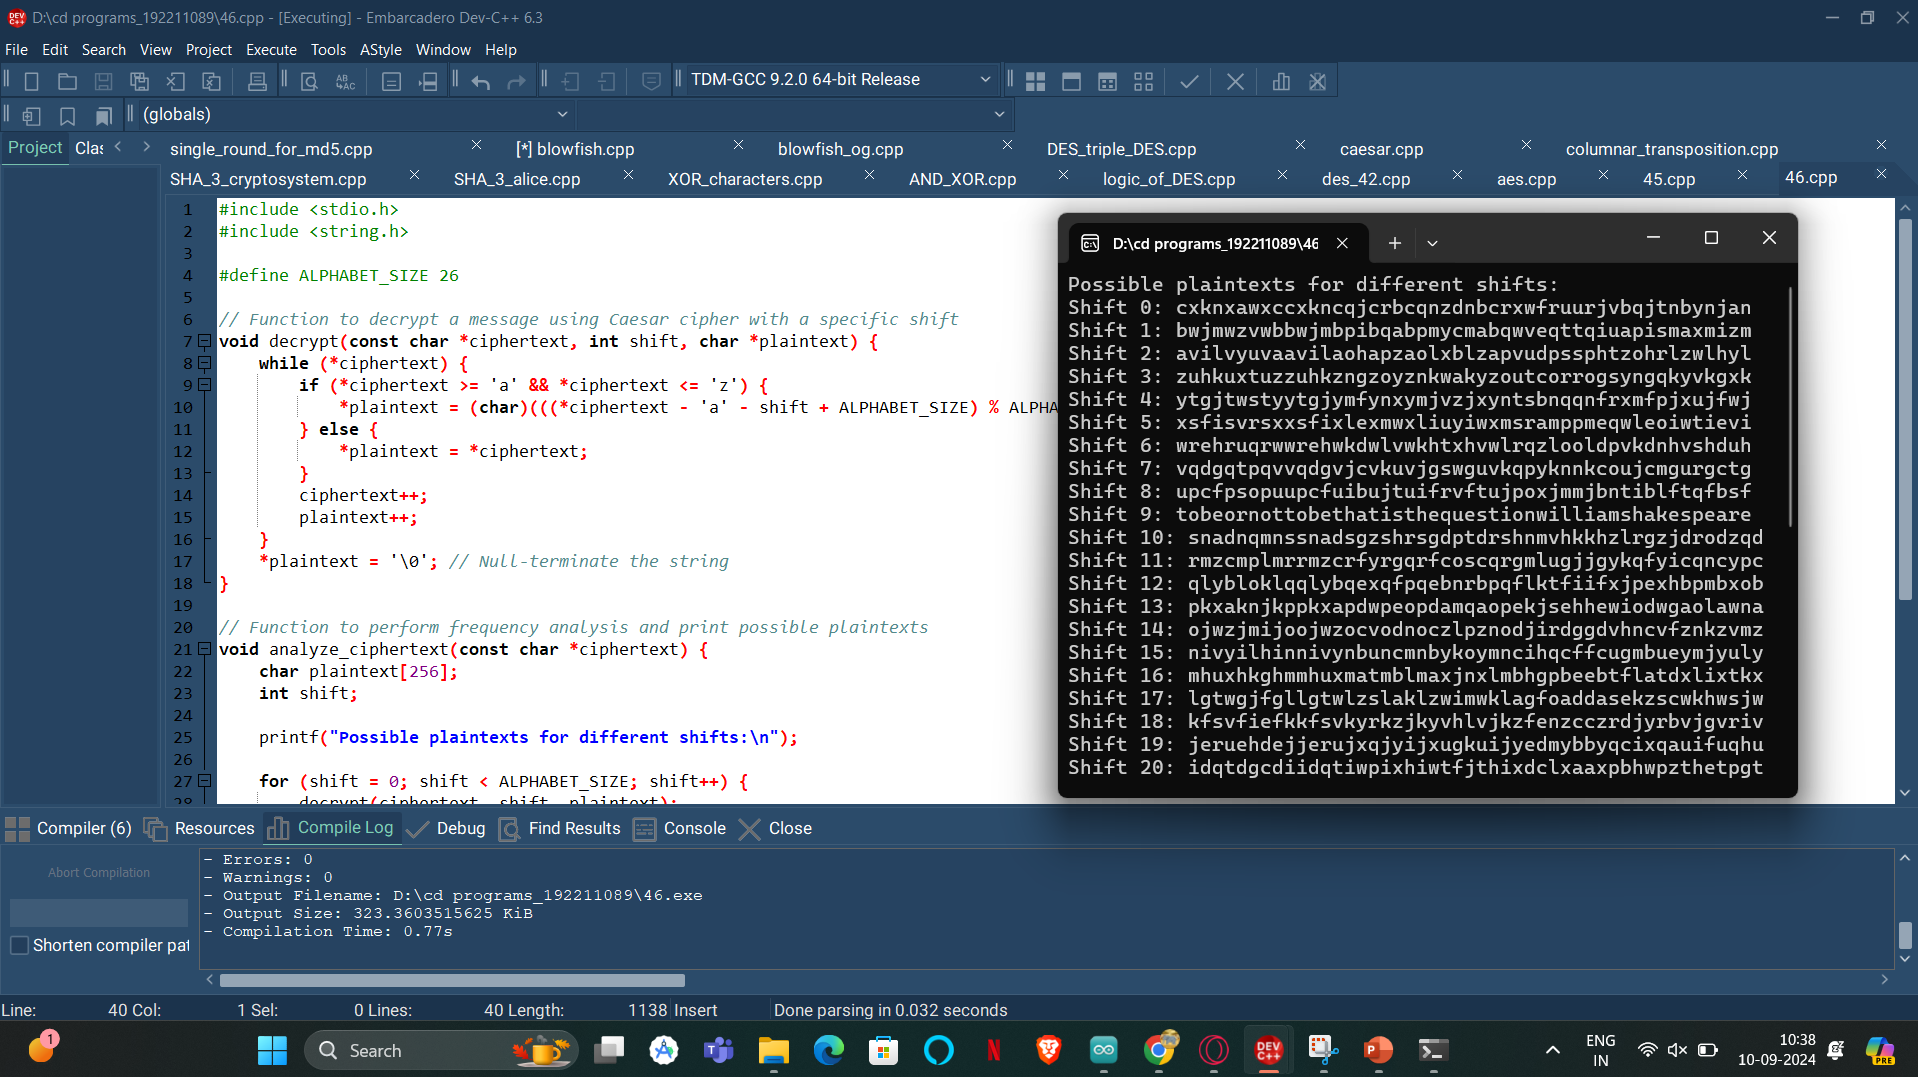 D:\cd programs_192211089\46.cpp - [Executing] - Embarcadero Dev-C++ 6.3
File Edit Search View Project Execute Tools AStyle Window Help
TDM-GCC 9.2.0 64-bit Release
(globals)
Project Clas
single_round_for_md5.cpp [*] blowfish.cpp blowfish_og.cpp DES_triple_DES.cpp caesar.cpp columnar_transposition.cpp
SHA_3_cryptosystem.cpp SHA_3_alice.cpp XOR_characters.cpp AND_XOR.cpp logic_of_DES.cpp des_42.cpp aes.cpp 45.cpp 46.cpp
1 #include <stdio.h>
2 #include <string.h>
3
4 #define ALPHABET_SIZE 26
5
6 // Function to decrypt a message using Caesar cipher with a specific shift
7 void decrypt(const char *ciphertext, int shift, char *plaintext) {
8 while (*ciphertext) {
9 if (*ciphertext >= 'a' && *ciphertext <= 'z') {
10 *plaintext = (char)(((*ciphertext - 'a' - shift + ALPHABET_SIZE) % ALPHA
11 } else {
12 *plaintext = *ciphertext;
13 }
14 ciphertext++;
15 plaintext++;
16 }
17 *plaintext = '\0'; // Null-terminate the string
18 }
19
20 // Function to perform frequency analysis and print possible plaintexts
21 void analyze_ciphertext(const char *ciphertext) {
22 char plaintext[256];
23 int shift;
24
25 printf("Possible plaintexts for different shifts:\n");
26
27 for (shift = 0; shift < ALPHABET_SIZE; shift++) {
28 decrypt(ciphertext, shift, plaintext);
D:\cd programs_192211089\46
Possible plaintexts for different shifts:
Shift 0: cxknxawxccxkncqjcrbcqnzdnbcrxwfruurjvbqjtnbynjan
Shift 1: bwjmwzvwbbwjmbpibqabpmycmabqwveqttqiuapismaxmizm
Shift 2: avilvyuvaavilaohapzaolxblzapvudpssphtzohrlzwlhyl
Shift 3: zuhkuxtuzzuhkzngzoyznkwakyzoutcorrogsyngqkyvkgxk
Shift 4: ytgjtwstyytgjymfynxymjvzjxyntsbnqqnfrxmfpjxujfwj
Shift 5: xsfisvrsxxsfixlexmwxliuyiwxmsramppmeqwleoiwtievi
Shift 6: wrehruqrwwrehwkdwlvwkhtxhvwlrqzlooldpvkdnhvshduh
Shift 7: vqdgqtpqvvqdgvjcvkuvjgswguvkqpyknnkcoujcmgurgctg
Shift 8: upcfpsopuupcfuibujtuifrvftujpoxjmmjbntiblftqfbsf
Shift 9: tobeornottobethatisthequestionwilliamshakespeare
Shift 10: snadnqmnssnadsgzshrsgdptdrshnmvhkkhzlrgzjdrodzqd
Shift 11: rmzcmplmrrmzcrfyrgqrfcoscqrgmlugjjgykqfyicqncypc
Shift 12: qlybloklqqlybqexqfpqebnrbpqflktfiifxjpexhbpmbxob
Shift 13: pkxaknjkppkxapdwpeopdamqaopekjsehhewiodwgaolawna
Shift 14: ojwzjmijoojwzocvodnoczlpznodjirdggdvhncvfznkzvmz
Shift 15: nivyilhinnivynbuncmnbykoymncihqcffcugmbueymjyuly
Shift 16: mhuxhkghmmhuxmatmblmaxjnxlmbhgpbeebtflatdxlixtkx
Shift 17: lgtwgjfgllgtwlzslaklzwimwklagfoaddasekzscwkhwsjw
Shift 18: kfsvfiefkkfsvkyrkzjkyvhlvjkzfenzcczrdjyrbvjgvriv
Shift 19: jeruehdejjerujxqjyijxugkuijyedmybbyqcixqauifuqhu
Shift 20: idqtdgcdiidqtiwpixhiwtfjthixdclxaaxpbhwpzthetpgt
Compiler (6) Resources Compile Log Debug Find Results Console Close
Abort Compilation
Shorten compiler pat
- Errors: 0
- Warnings: 0
- Output Filename: D:\cd programs_192211089\46.exe
- Output Size: 323.3603515625 KiB
- Compilation Time: 0.77s
Line: 40 Col: 1 Sel: 0 Lines: 40 Length: 1138 Insert Done parsing in 0.032 seconds
1
Search
DEV C++
PRE
ENG
IN
10:38
10-09-2024